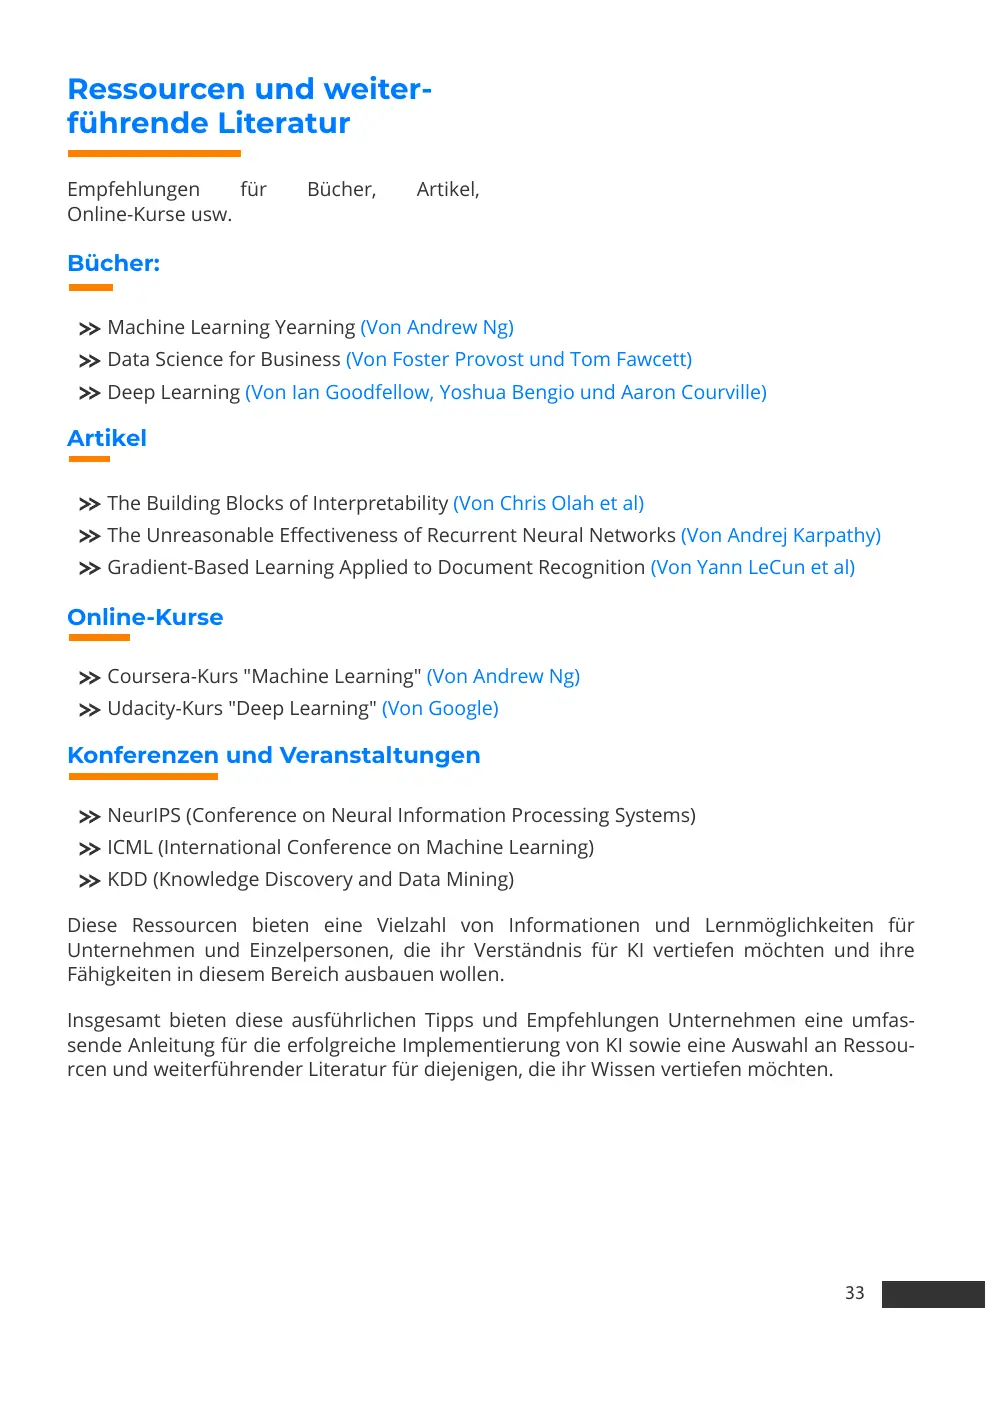 Ressourcen und weiter-
führende Literatur
Empfehlungen für Bücher, Artikel,
Online-Kurse usw.
Bücher:
Machine Learning Yearning (Von Andrew Ng)
Data Science for Business (Von Foster Provost und Tom Fawcett)
Deep Learning (Von Ian Goodfellow, Yoshua Bengio und Aaron Courville)
Artikel
The Building Blocks of Interpretability (Von Chris Olah et al)
The Unreasonable Effectiveness of Recurrent Neural Networks (Von Andrej Karpathy)
Gradient-Based Learning Applied to Document Recognition (Von Yann LeCun et al)
Online-Kurse
Coursera-Kurs "Machine Learning" (Von Andrew Ng)
Udacity-Kurs "Deep Learning" (Von Google)
Konferenzen und Veranstaltungen
NeurIPS (Conference on Neural Information Processing Systems)
ICML (International Conference on Machine Learning)
KDD (Knowledge Discovery and Data Mining)
Diese Ressourcen bieten eine Vielzahl von Informationen und Lernmöglichkeiten für
Unternehmen und Einzelpersonen, die ihr Verständnis für KI vertiefen möchten und ihre
Fähigkeiten in diesem Bereich ausbauen wollen.
Insgesamt bieten diese ausführlichen Tipps und Empfehlungen Unternehmen eine umfas-
sende Anleitung für die erfolgreiche Implementierung von KI sowie eine Auswahl an Ressou-
rcen und weiterführender Literatur für diejenigen, die ihr Wissen vertiefen möchten.
33